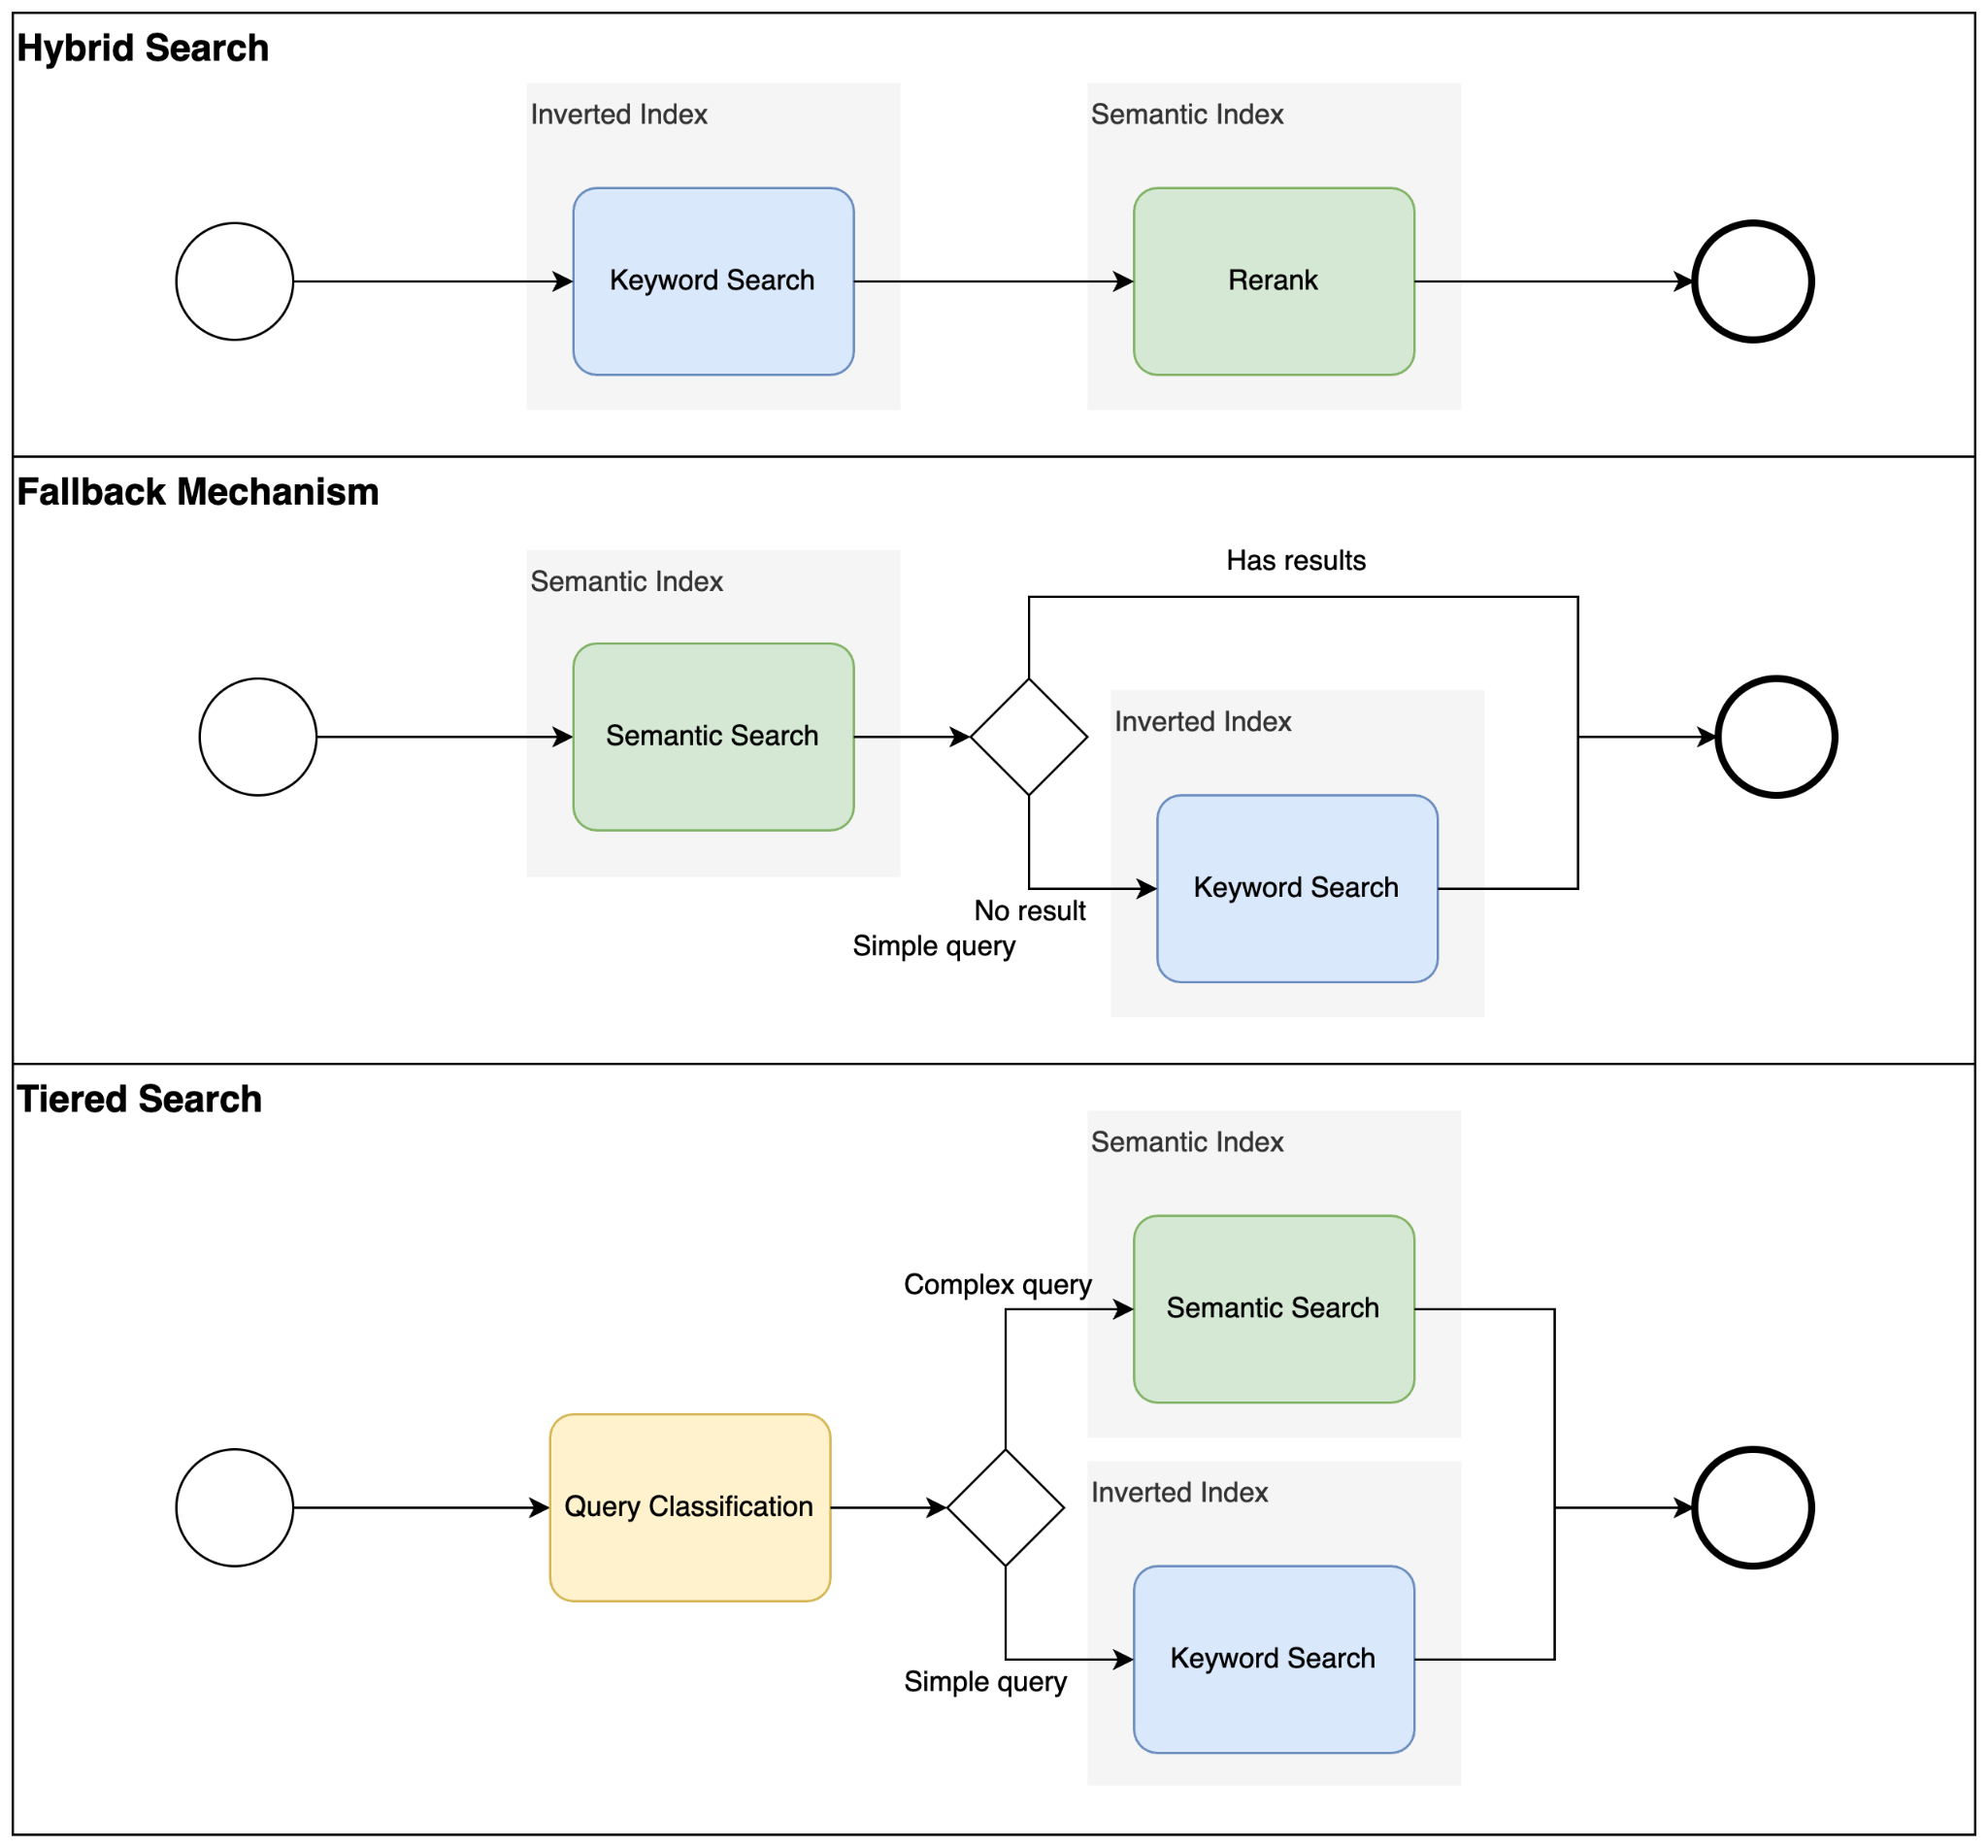 Hybrid Search
Inverted Index
Semantic Index
Keyword Search
Rerank
Fallback Mechanism
Has results
Semantic Index
Inverted Index
Semantic Search
Keyword Search
No result
Simple query
Tiered Search
Semantic Index
Complex query
Semantic Search
Query Classification
Inverted Index
Keyword Search
Simple query